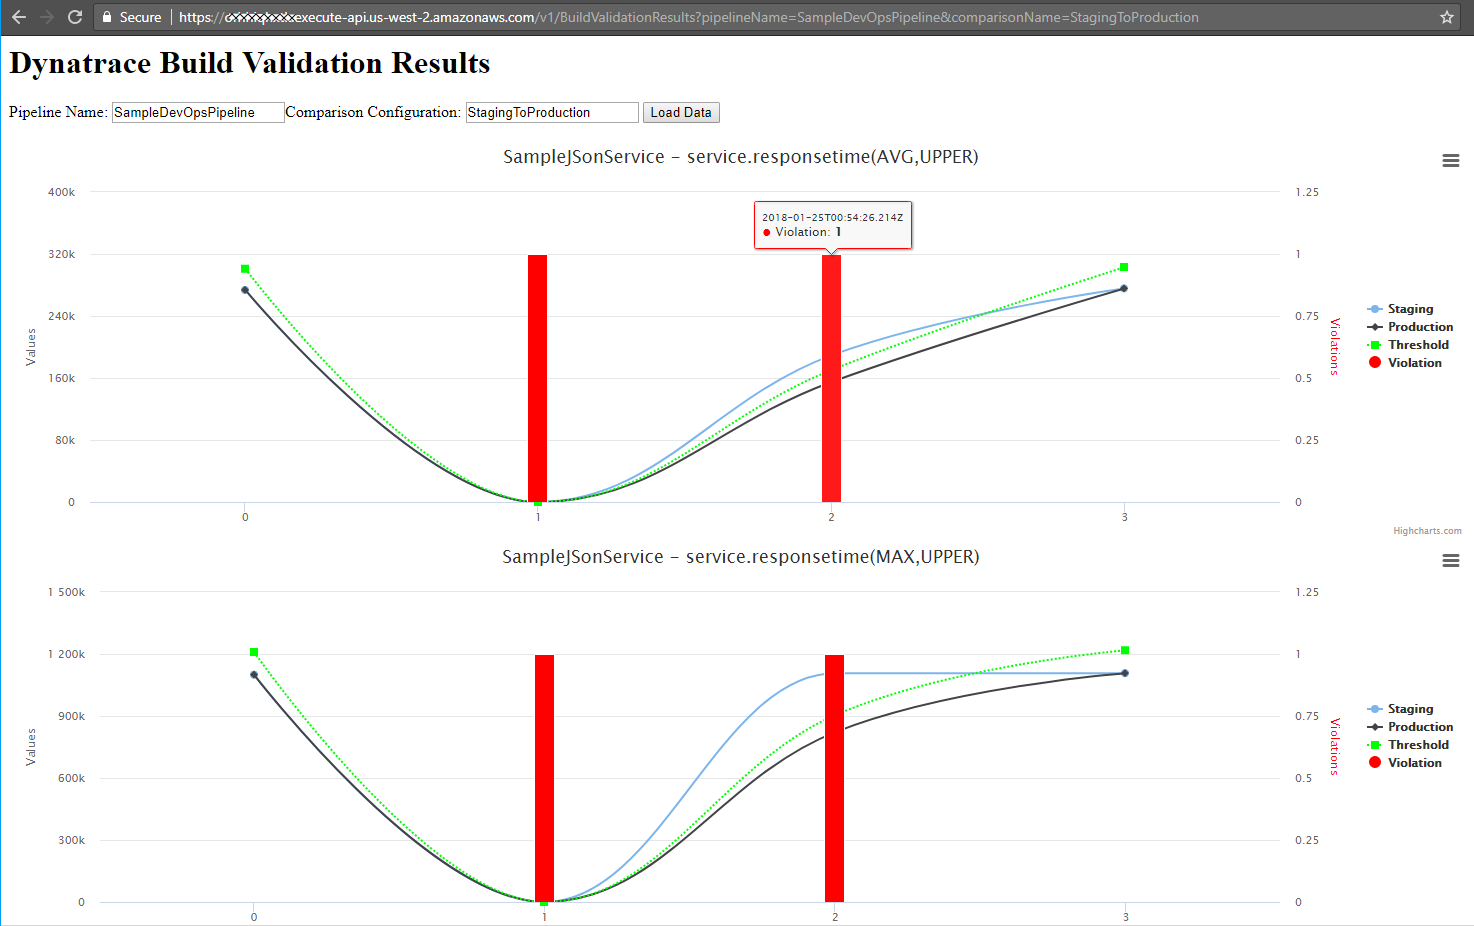 Secure https:// execute-api.us-west-2.amazonaws.com/v1/BuildValidationResults?pipelineName=SampleDevOpsPipeline&comparisonName=StagingToProduction
Dynatrace Build Validation Results
Pipeline Name: SampleDevOpsPipeline Comparison Configuration: StagingToProduction Load Data
SampleJSonService - service.responsetime(AVG,UPPER)
400k 1.25
2018-01-25T00:54:26.214Z
Violation: 1
320k 1
240k 0.75
160k 0.5
80k 0.25
0 0
Values
Violations
Staging
Production
Threshold
Violation
0 1 2 3
Highcharts.com
SampleJSonService - service.responsetime(MAX,UPPER)
1 500k 1.25
1 200k 1
900k 0.75
600k 0.5
300k 0.25
0 0
Values
Violations
Staging
Production
Threshold
Violation
0 1 2 3